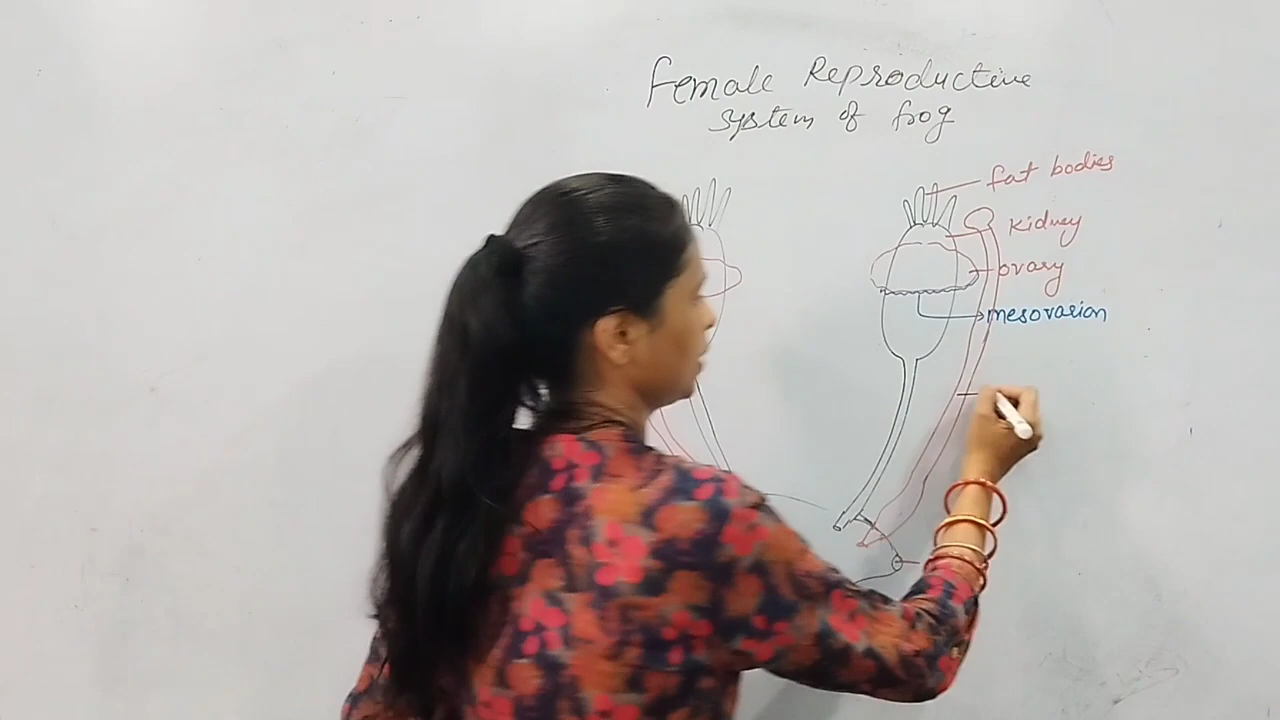 Female Reproductive
system of frog
fat bodies
Kidney
ovary
mesovarion